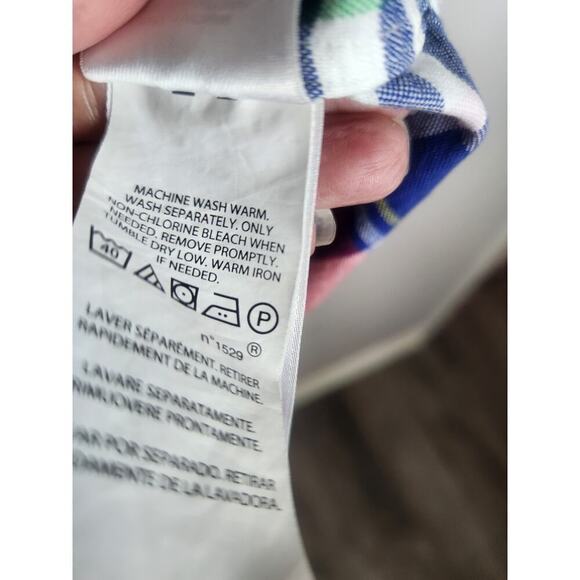 MACHINE WASH WARM.
WASH SEPARATELY. ONLY
NON-CHLORINE BLEACH WHEN
NEEDED. REMOVE PROMPTLY.
TUMBLE DRY LOW. WARM IRON
IF NEEDED.
40 P
n°1529 ®
LAVER SÉPARÉMENT. RETIRER
RAPIDEMENT DE LA MACHINE.
LAVARE SEPARATAMENTE.
RIMUOVERE PRONTAMENTE.
POR SEPARADO. RETIRAR
DE LA LAVADORA.